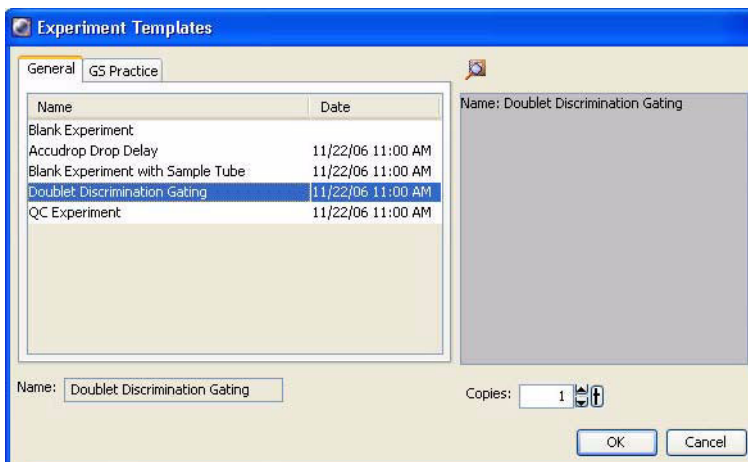 Experiment Templates
General GS Practice
Name Date
Blank Experiment
Accudrop Drop Delay 11/22/06 11:00 AM
Blank Experiment with Sample Tube 11/22/06 11:00 AM
Doublet Discrimination Gating 11/22/06 11:00 AM
QC Experiment 11/22/06 11:00 AM
Name: Doublet Discrimination Gating
Name: Doublet Discrimination Gating
Copies: 1
OK Cancel